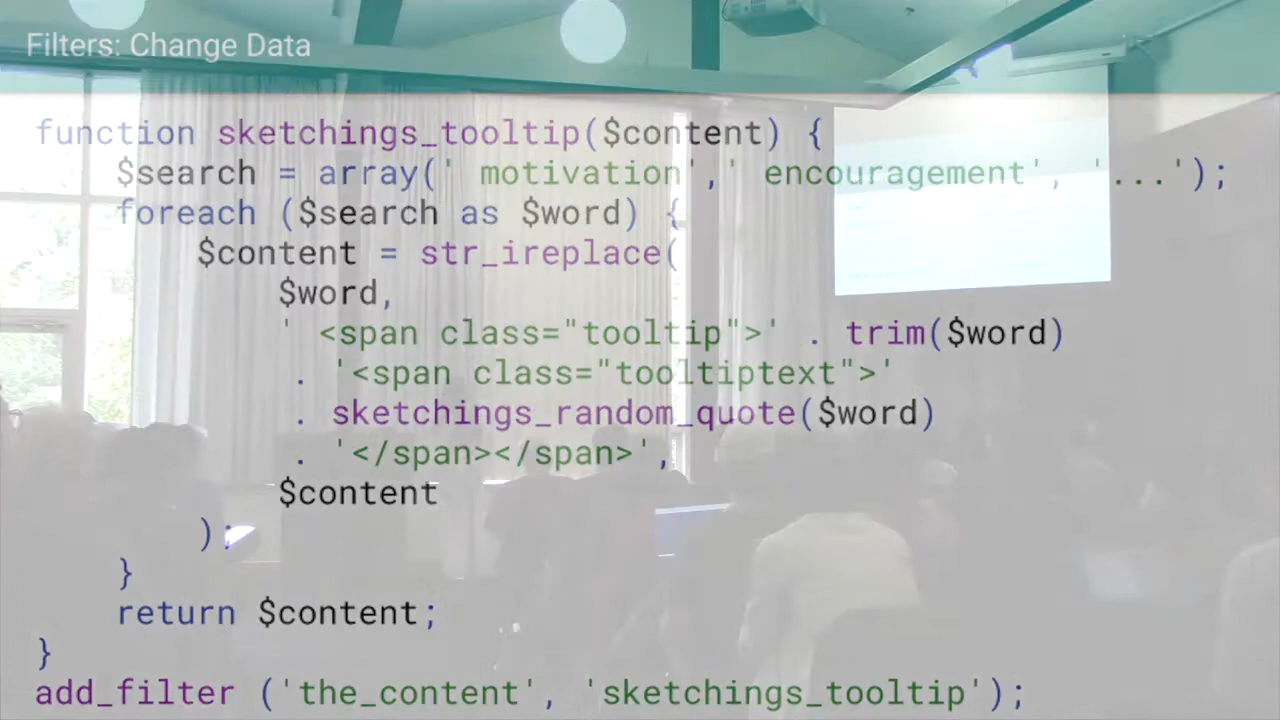 Filters: Change Data
function sketchings_tooltip($content) {
$search = array(' motivation',' encouragement', '...');
foreach ($search as $word) {
$content = str_ireplace(
$word,
' <span class="tooltip">' . trim($word)
. '<span class="tooltiptext">'
. sketchings_random_quote($word)
. '</span></span>',
$content
);
}
return $content;
}
add_filter ('the_content', 'sketchings_tooltip');